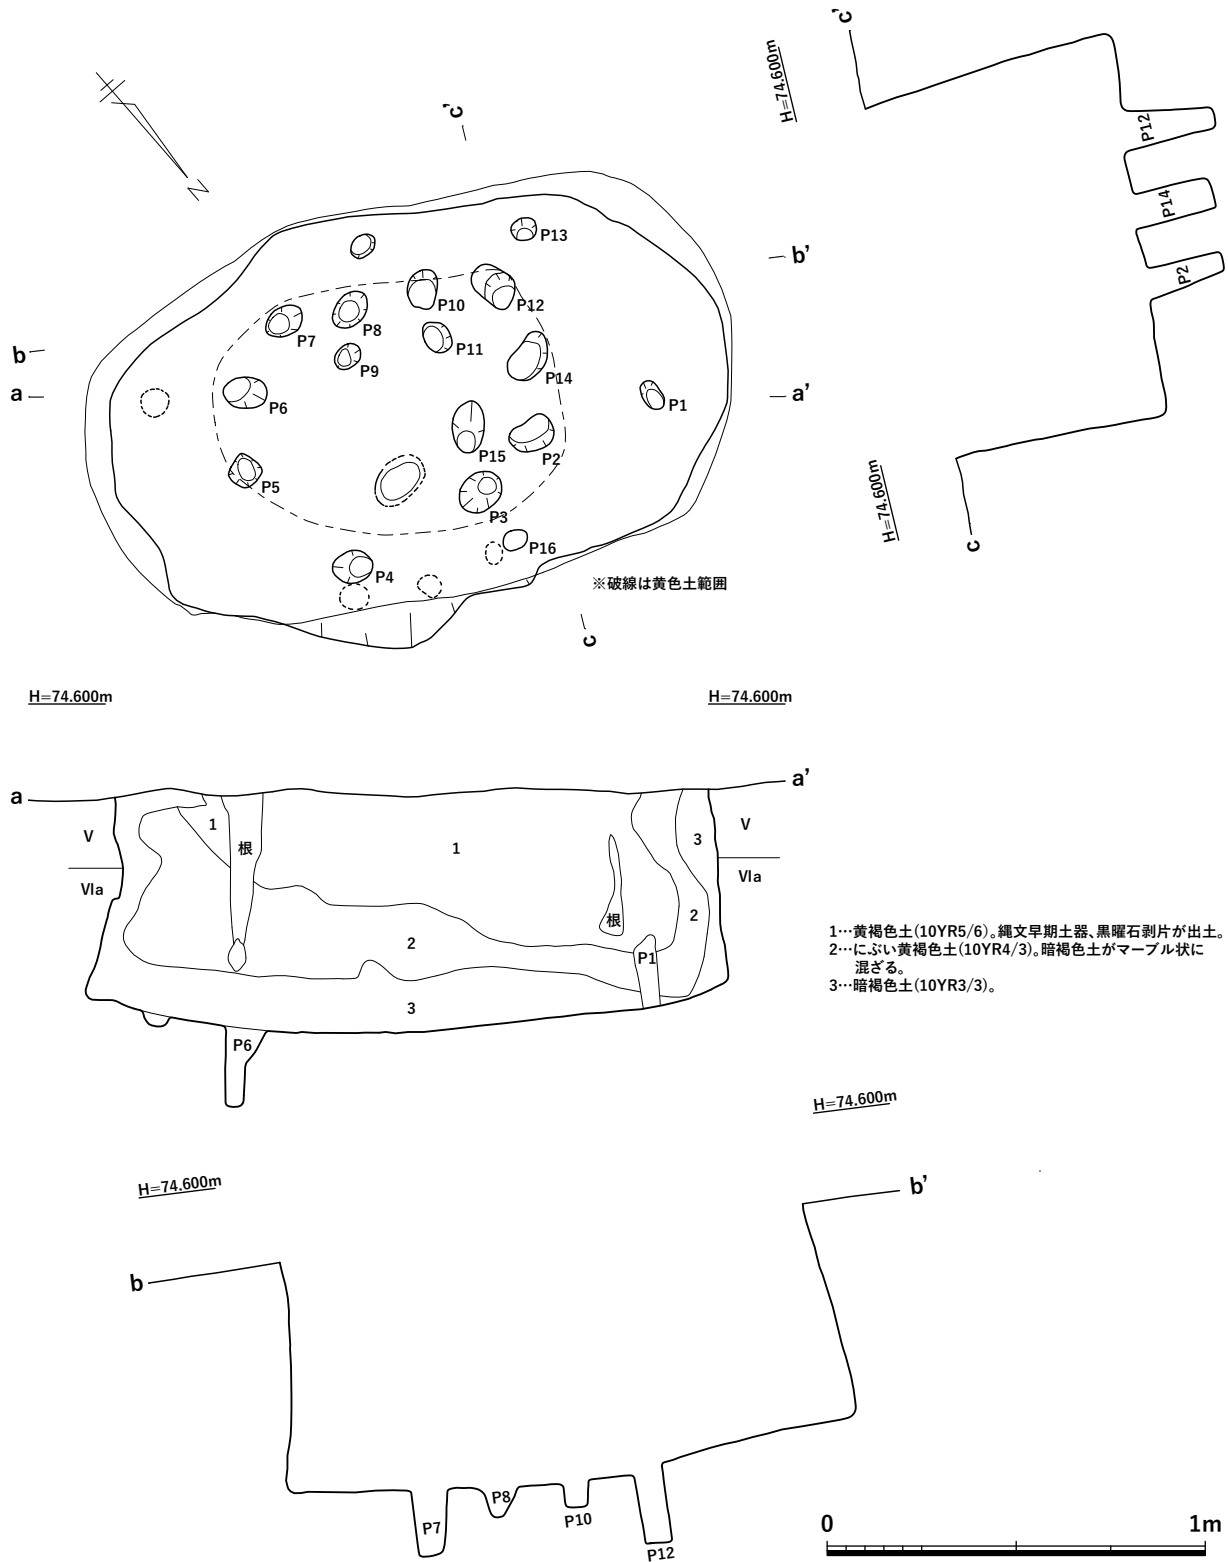 c’
H=74.600m
P12
P14
P2
H=74.600m
c
N
c’
P13
b’
P10
P12
P7
P8
P11
P9
P14
b
a
a’
P6
P1
P15
P2
P5
P3
P16
P4
※破線は黄色土範囲
c
H=74.600m
H=74.600m
a
a’
V
1
根
1
3
V
VIa
VIa
2
根
2
P1
3
P6
1…黄褐色土(10YR5/6)。縄文早期土器、黒曜石剥片が出土。
2…にぶい黄褐色土(10YR4/3)。暗褐色土がマーブル状に
混ざる。
3…暗褐色土(10YR3/3)。
H=74.600m
H=74.600m
b’
b
P7
P8
P10
P12
0
1m